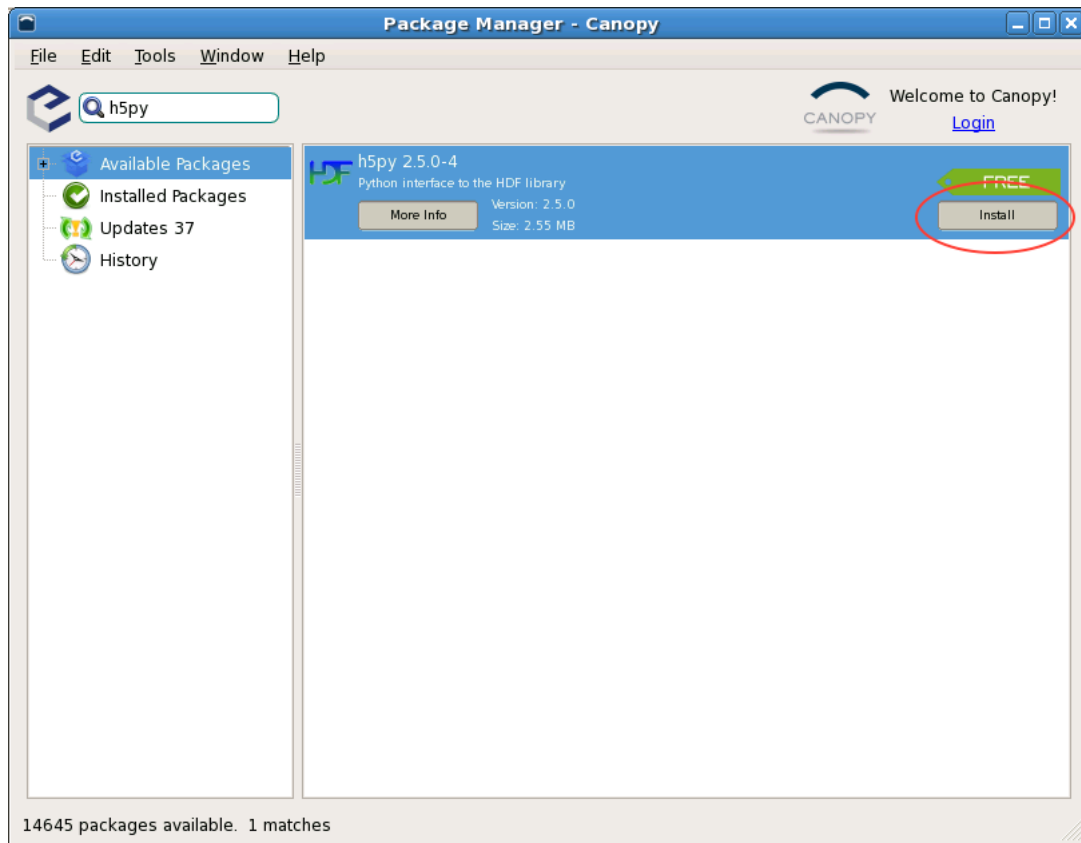 Package Manager - Canopy
File Edit Tools Window Help
h5py
CANOPY
Welcome to Canopy!
Login
Available Packages
Installed Packages
Updates 37
History
HDF
h5py 2.5.0-4
Python interface to the HDF library
More Info
Version: 2.5.0
Size: 2.55 MB
FREE
Install
14645 packages available. 1 matches